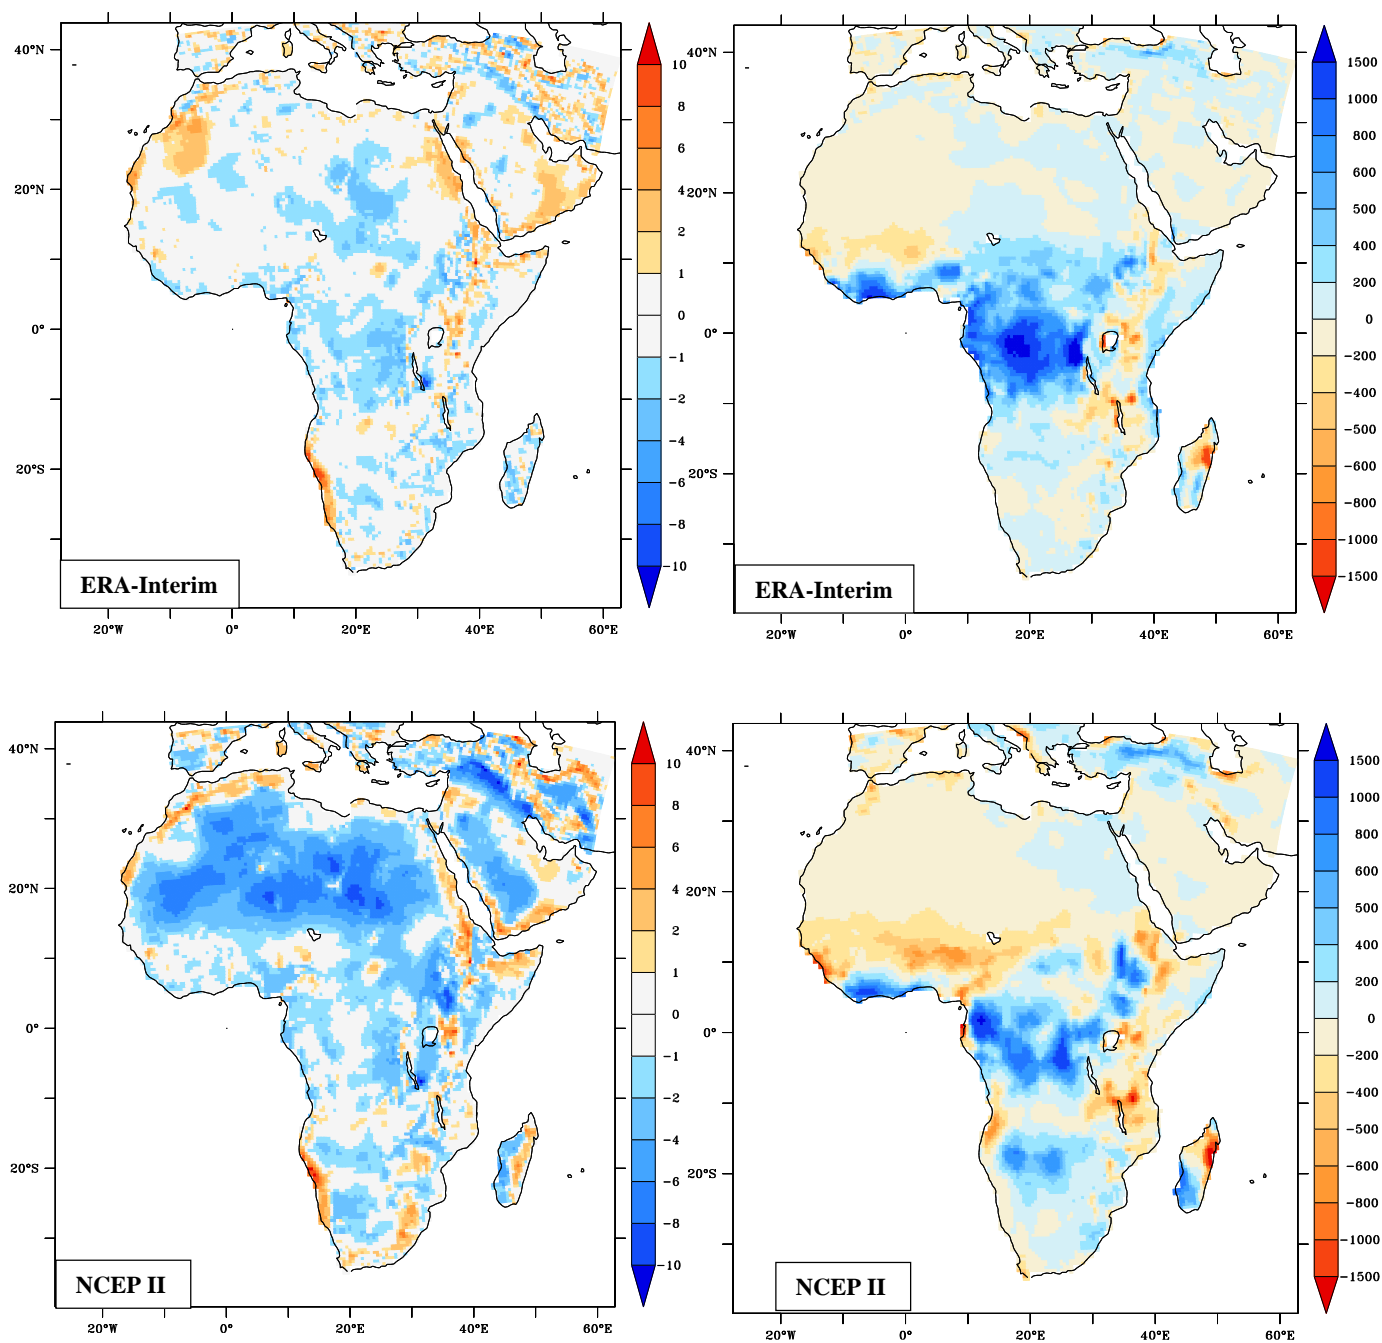 40°N
20°N
0°
20°S
20°W
0°
20°E
40°E
60°E
ERA-Interim
10
8
6
4
2
1
0
-1
-2
-4
-6
-8
-10
40°N
20°N
0°
20°S
20°W
0°
20°E
40°E
60°E
ERA-Interim
1500
1000
800
600
500
400
200
0
-200
-400
-500
-600
-800
-1000
-1500
40°N
20°N
0°
20°S
20°W
0°
20°E
40°E
60°E
NCEP II
10
8
6
4
2
1
0
-1
-2
-4
-6
-8
-10
40°N
20°N
0°
20°S
20°W
0°
20°E
40°E
60°E
NCEP II
1500
1000
800
600
500
400
200
0
-200
-400
-500
-600
-800
-1000
-1500